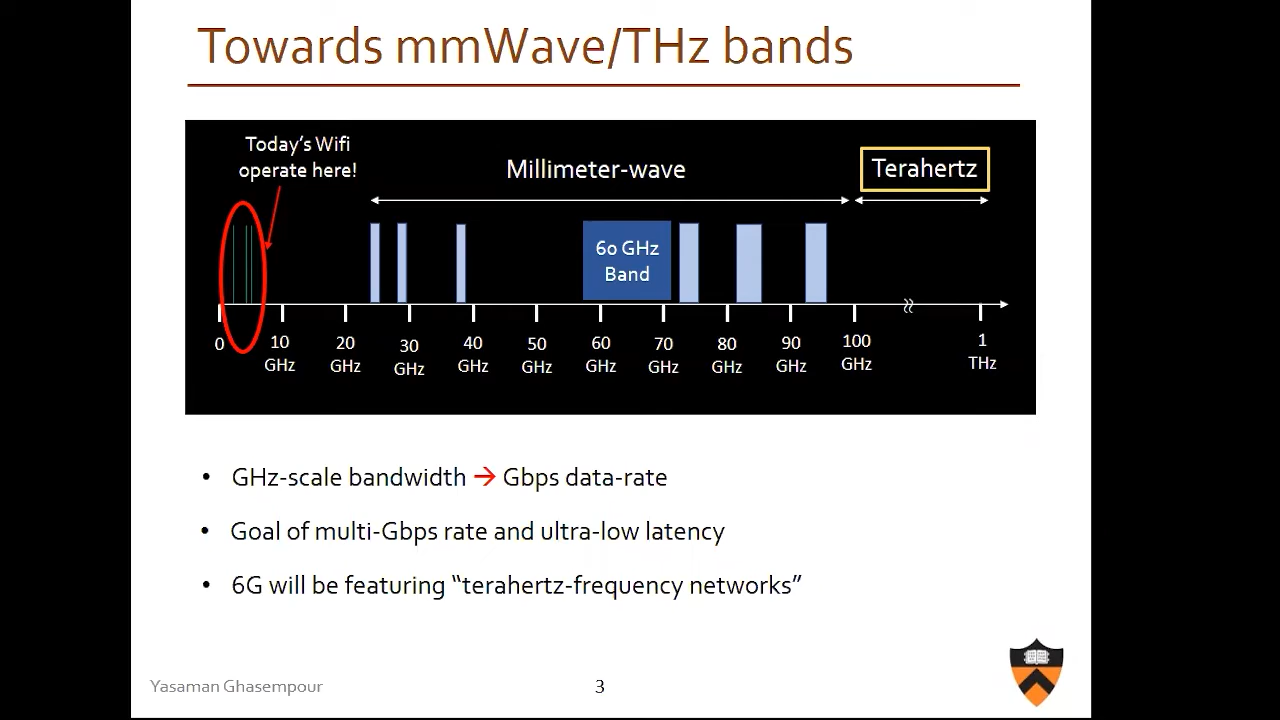 Towards mmWave/THz bands
Today's Wifi
operate here!
Millimeter-wave
Terahertz
60 GHz
Band
0
10
GHz
20
GHz
30
GHz
40
GHz
50
GHz
60
GHz
70
GHz
80
GHz
90
GHz
100
GHz
1
THz
• GHz-scale bandwidth → Gbps data-rate
• Goal of multi-Gbps rate and ultra-low latency
• 6G will be featuring “terahertz-frequency networks”
Yasaman Ghasempour
3